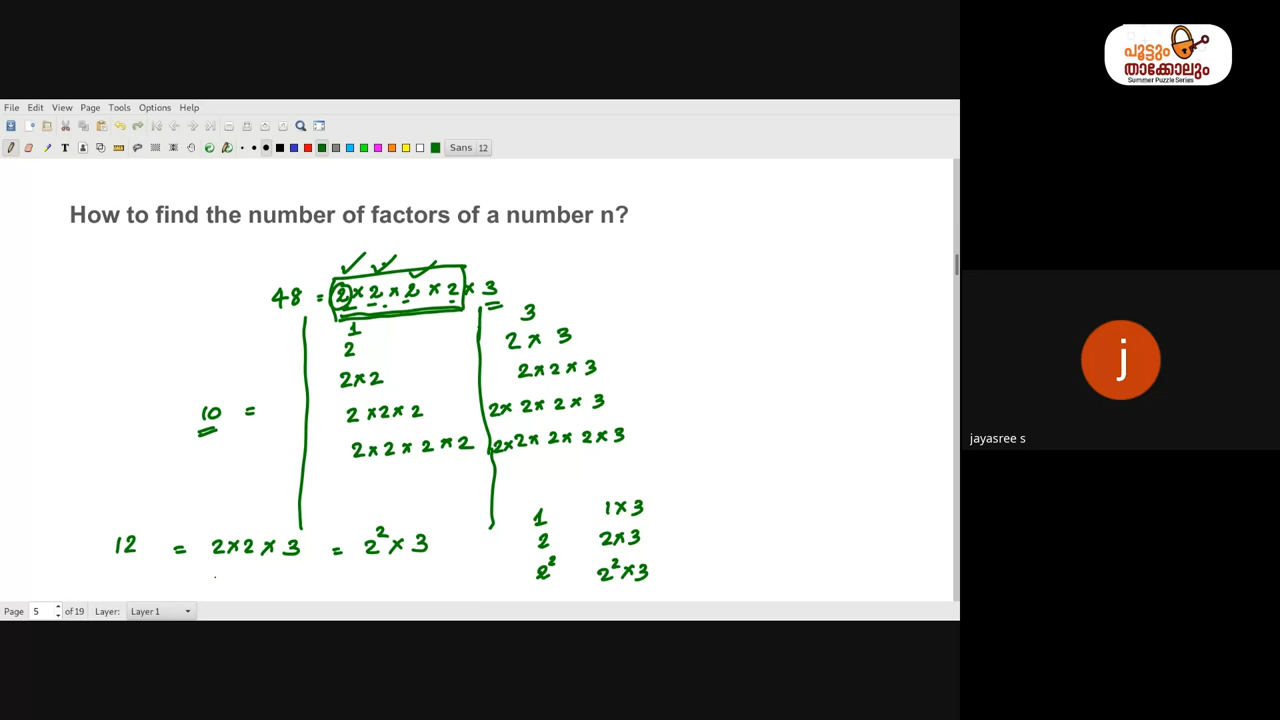 പൂട്ടും
താക്കോലും
Summer Puzzle Series
File Edit View Page Tools Options Help
Sans 12
How to find the number of factors of a number n?
48 = 2 × 2 × 2 × 2 × 3
1
3
2
2 × 3
2×2
2×2×3
10 =
2×2×2
2×2×2×3
2×2×2×2
2×2×2×2×3
12 = 2×2×3 = 2²×3
1
1×3
2
2×3
2²
2²×3
Page 5 of 19 Layer: Layer 1
j
jayasree s